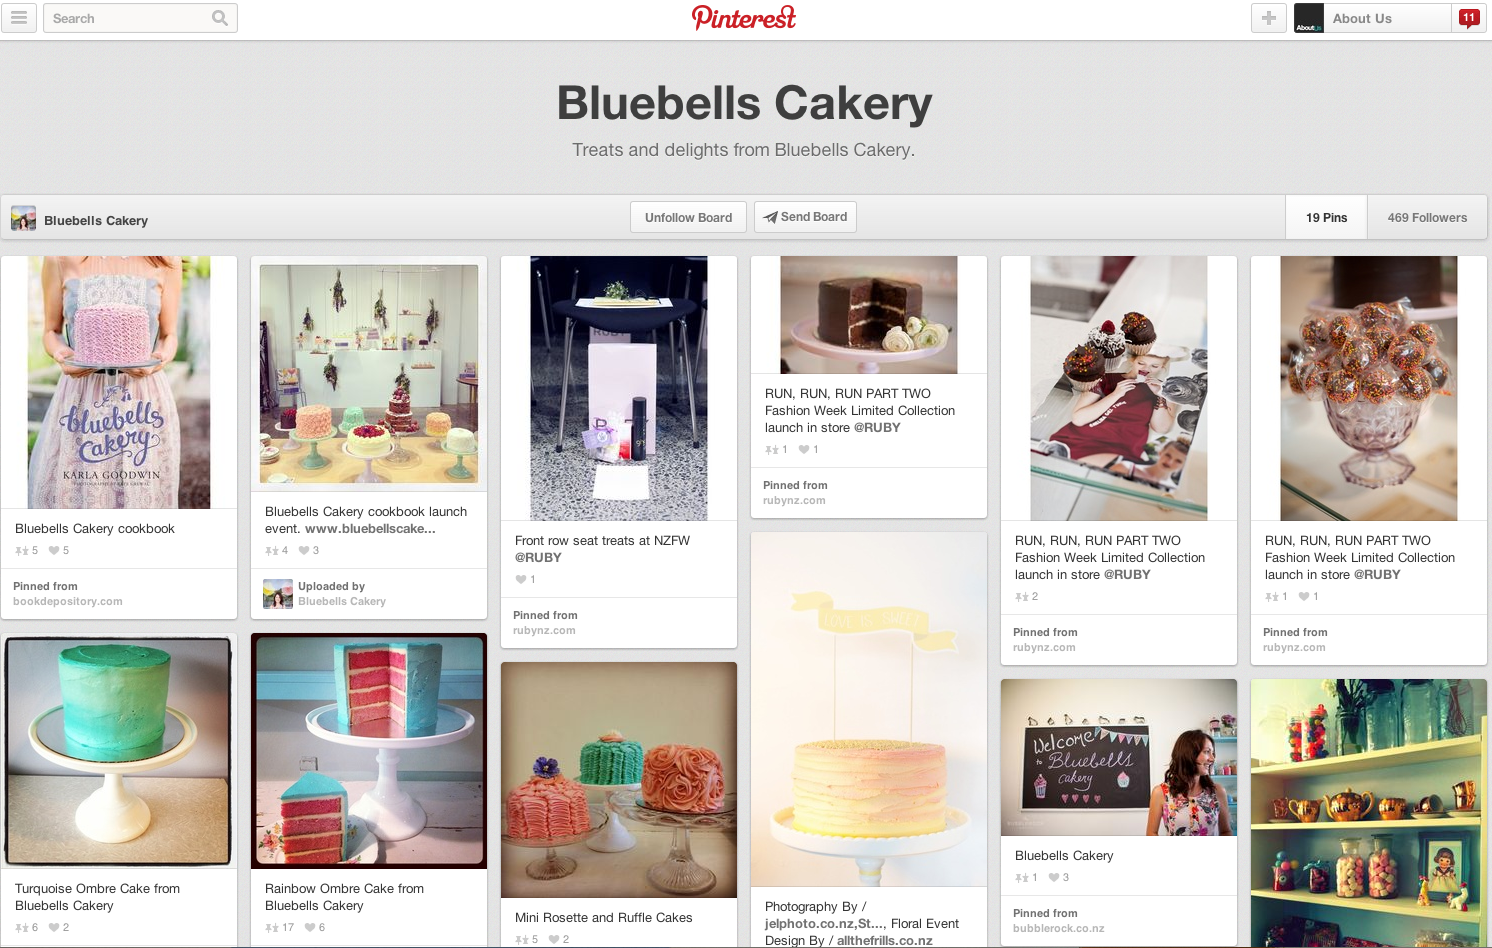 Search
Pinterest
About Us
About Us
11
Bluebells Cakery
Treats and delights from Bluebells Cakery.
Bluebells Cakery
Unfollow Board
Send Board
19 Pins
469 Followers
bluebells
Cakery
KARLA GOODWIN
Bluebells Cakery cookbook
5 5
Pinned from
bookdepository.com
Turquoise Ombre Cake from
Bluebells Cakery
6 2
Bluebells Cakery cookbook launch
event. www.bluebellscake...
4 3
Uploaded by
Bluebells Cakery
Rainbow Ombre Cake from
Bluebells Cakery
17 6
RUBY
Front row seat treats at NZFW
@RUBY
1
Pinned from
rubynz.com
Mini Rosette and Ruffle Cakes
5 2
RUN, RUN, RUN PART TWO
Fashion Week Limited Collection
launch in store @RUBY
1 1
Pinned from
rubynz.com
LOVE IS SWEET
Photography By /
jelphoto.co.nz,St..., Floral Event
Design By / allthefrills.co.nz
RUN, RUN, RUN PART TWO
Fashion Week Limited Collection
launch in store @RUBY
2
Pinned from
rubynz.com
Welcome
to Bluebells
cakery
Bluebells Cakery
1 3
Pinned from
bubblerock.co.nz
RUN, RUN, RUN PART TWO
Fashion Week Limited Collection
launch in store @RUBY
1 1
Pinned from
rubynz.com